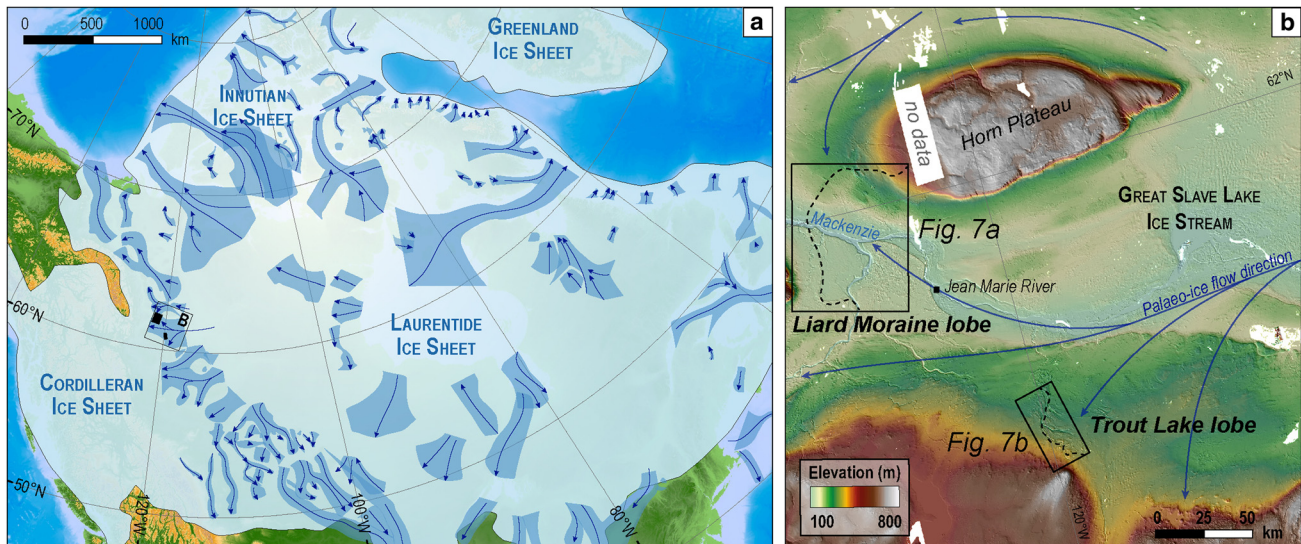 a
0 500 1000
km
GREENLAND
ICE SHEET
INNUTIAN
ICE SHEET
70°N
60°N
B
LAURENTIDE
ICE SHEET
CORDILLERAN
ICE SHEET
50°N
120°W
100°W
80°W
b
62°N
no data
Horn Plateau
GREAT SLAVE LAKE
ICE STREAM
Mackenzie
Fig. 7a
Jean Marie River
Palaeo-ice flow direction
Liard Moraine lobe
Trout Lake lobe
Fig. 7b
Elevation (m)
100 800
120°W
0 25 50
km